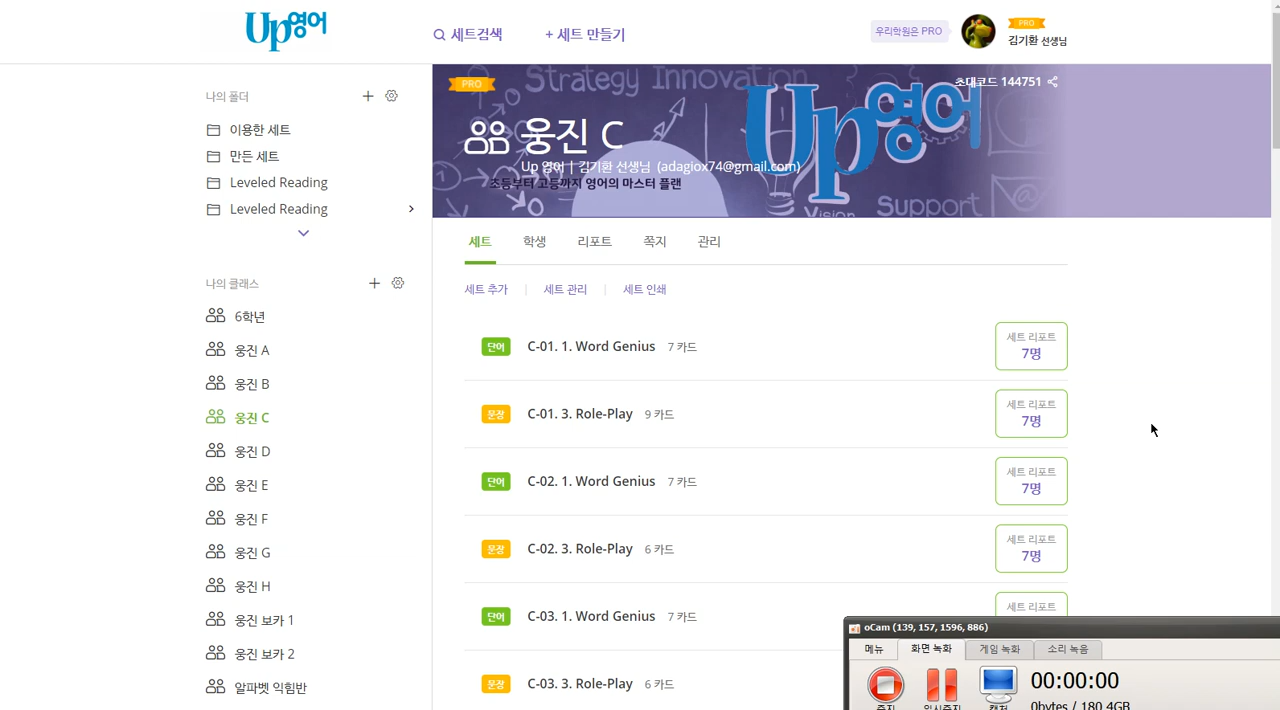 Up영어
세트검색
+ 세트 만들기
우리학원은 PRO
PRO
김기환 선생님
나의 폴더
이용한 세트
만든 세트
Leveled Reading
Leveled Reading
나의 클래스
6학년
웅진 A
웅진 B
웅진 C
웅진 D
웅진 E
웅진 F
웅진 G
웅진 H
웅진 보카 1
웅진 보카 2
알파벳 익힘반
PRO
Strategy Innovation
초대코드 144751
Up영어
웅진 C
Up 영어 | 김기환 선생님 (adagiox74@gmail.com)
초등부터 고등까지 영어의 마스터 플랜
Vision
Support
세트 학생 리포트 쪽지 관리
세트 추가 | 세트 관리 | 세트 인쇄
단어 C-01. 1. Word Genius 7 카드
세트 리포트
7명
문장 C-01. 3. Role-Play 9 카드
세트 리포트
7명
단어 C-02. 1. Word Genius 7 카드
세트 리포트
7명
문장 C-02. 3. Role-Play 6 카드
세트 리포트
7명
단어 C-03. 1. Word Genius 7 카드
세트 리포트
문장 C-03. 3. Role-Play 6 카드
oCam (139, 157, 1596, 886)
메뉴 화면 녹화 게임 녹화 소리 녹음
00:00:00
중지 일시중지 캡처
0bytes / 180.4GB